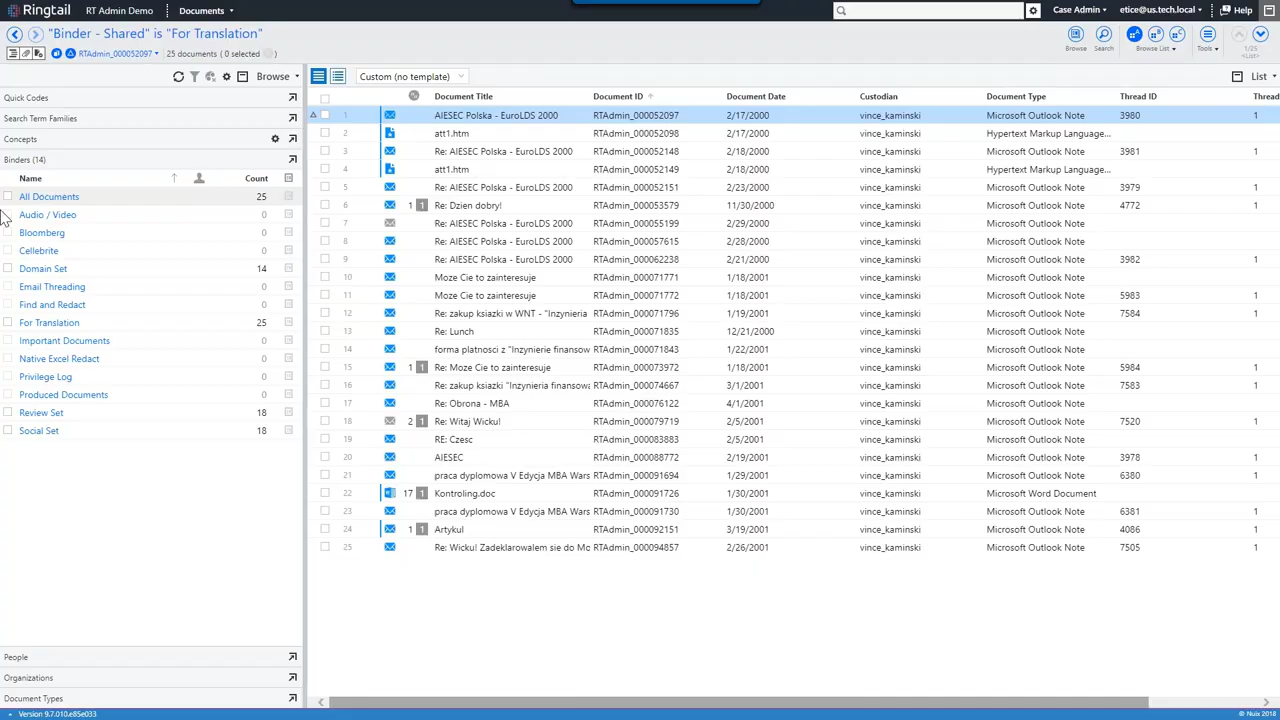 Ringtail RT Admin Demo Documents Case Admin etice@us.tech.local Help
"Binder - Shared" is "For Translation"
RTAdmin_000052097 25 documents ( 0 selected ) Browse Search Browse List Tools 1/25 <List>
Browse Custom (no template) List
Quick Codes
Search Term Families
Concepts
Binders (14)
Name Count
All Documents 25
Audio / Video 0
Bloomberg 0
Cellebrite 0
Domain Set 14
Email Threading 0
Find and Redact 0
For Translation 25
Important Documents 0
Native Excel Redact 0
Privilege Log 0
Produced Documents 0
Review Set 18
Social Set 18
People
Organizations
Document Types
Document Title Document ID Document Date Custodian Document Type Thread ID Thread
1 AIESEC Polska - EuroLDS 2000 RTAdmin_000052097 2/17/2000 vince_kaminski Microsoft Outlook Note 3980 1
2 att1.htm RTAdmin_000052098 2/17/2000 vince_kaminski Hypertext Markup Language...
3 Re: AIESEC Polska - EuroLDS 2000 RTAdmin_000052148 2/18/2000 vince_kaminski Microsoft Outlook Note 3981 1
4 att1.htm RTAdmin_000052149 2/18/2000 vince_kaminski Hypertext Markup Language...
5 Re: AIESEC Polska - EuroLDS 2000 RTAdmin_000052151 2/23/2000 vince_kaminski Microsoft Outlook Note 3979 1
6 1 1 Re: Dzien dobry! RTAdmin_000053579 11/30/2000 vince_kaminski Microsoft Outlook Note 4772 1
7 Re: AIESEC Polska - EuroLDS 2000 RTAdmin_000055199 2/29/2000 vince_kaminski Microsoft Outlook Note
8 Re: AIESEC Polska - EuroLDS 2000 RTAdmin_000057615 2/28/2000 vince_kaminski Microsoft Outlook Note
9 Re: AIESEC Polska - EuroLDS 2000 RTAdmin_000062238 2/21/2000 vince_kaminski Microsoft Outlook Note 3982 1
10 Moze Cie to zainteresuje RTAdmin_000071771 1/18/2001 vince_kaminski Microsoft Outlook Note
11 Moze Cie to zainteresuje RTAdmin_000071772 1/18/2001 vince_kaminski Microsoft Outlook Note 5983 1
12 Re: zakup ksiazki w WNT - "Inzynieria RTAdmin_000071796 1/19/2001 vince_kaminski Microsoft Outlook Note 7584 1
13 Re: Lunch RTAdmin_000071835 12/21/2000 vince_kaminski Microsoft Outlook Note
14 forma platnosci z "Inzynierie finansow RTAdmin_000071843 1/22/2001 vince_kaminski Microsoft Outlook Note
15 1 1 Re: Moze Cie to zainteresuje RTAdmin_000073972 1/18/2001 vince_kaminski Microsoft Outlook Note 5984 1
16 Re: zakup ksiazki "Inzynieria finansowa RTAdmin_000074667 3/1/2001 vince_kaminski Microsoft Outlook Note 7583 1
17 Re: Obrona - MBA RTAdmin_000076122 4/1/2001 vince_kaminski Microsoft Outlook Note
18 2 1 Re: Witaj Wicku! RTAdmin_000079719 2/5/2001 vince_kaminski Microsoft Outlook Note 7520 1
19 RE: Czesc RTAdmin_000083883 2/5/2001 vince_kaminski Microsoft Outlook Note
20 AIESEC RTAdmin_000088772 2/19/2001 vince_kaminski Microsoft Outlook Note 3978 1
21 praca dyplomowa V Edycja MBA Wars RTAdmin_000091694 1/29/2001 vince_kaminski Microsoft Outlook Note 6380 1
22 17 1 Kontroling.doc RTAdmin_000091726 1/30/2001 vince_kaminski Microsoft Word Document
23 praca dyplomowa V Edycja MBA Wars RTAdmin_000091730 1/30/2001 vince_kaminski Microsoft Outlook Note 6381 1
24 1 1 Artykul RTAdmin_000092151 3/19/2001 vince_kaminski Microsoft Outlook Note 4086 1
25 Re: Wicku! Zadeklarowalem sie do Mo RTAdmin_000094857 2/26/2001 vince_kaminski Microsoft Outlook Note 7505 1
Version 9.7.010.e85e033 © Nuix 2018